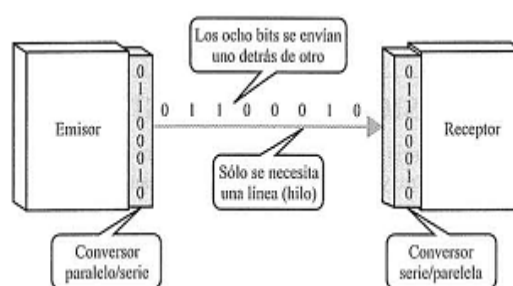 Los ocho bits se envían
uno detrás de otro
Emisor
0
1
1
0
0
0
1
0
0 1 1 0 0 0 1 0
0
1
1
0
0
0
1
0
Receptor
Sólo se necesita
una línea (hilo)
Conversor
paralelo/serie
Conversor
serie/parelela